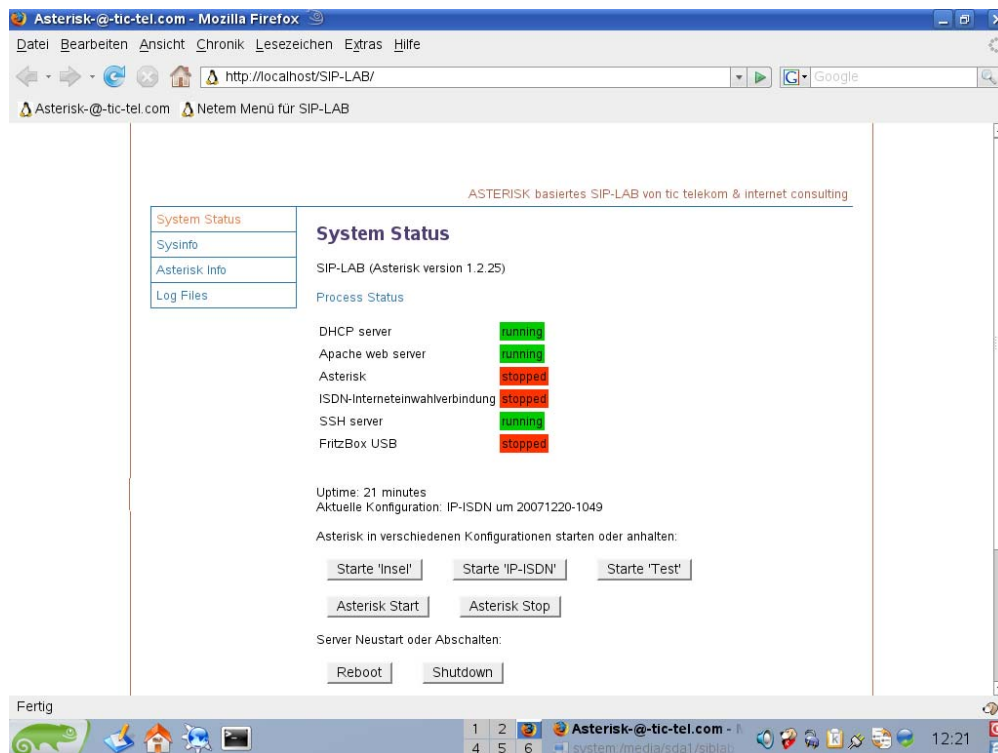 Asterisk-@-tic-tel.com - Mozilla Firefox
Datei Bearbeiten Ansicht Chronik Lesezeichen Extras Hilfe
http://localhost/SIP-LAB/
Google
Asterisk-@-tic-tel.com Netem Menü für SIP-LAB
ASTERISK basiertes SIP-LAB von tic telekom & internet consulting
System Status
Sysinfo
Asterisk Info
Log Files
System Status
SIP-LAB (Asterisk version 1.2.25)
Process Status
DHCP server running
Apache web server running
Asterisk stopped
ISDN-Interneteinwahlverbindung stopped
SSH server running
FritzBox USB stopped
Uptime: 21 minutes
Aktuelle Konfiguration: IP-ISDN um 20071220-1049
Asterisk in verschiedenen Konfigurationen starten oder anhalten:
Starte 'Insel' Starte 'IP-ISDN' Starte 'Test'
Asterisk Start Asterisk Stop
Server Neustart oder Abschalten:
Reboot Shutdown
Fertig
1 2 Asterisk-@-tic-tel.com -
4 5 6 system:/media/sda1/siblab
12:21